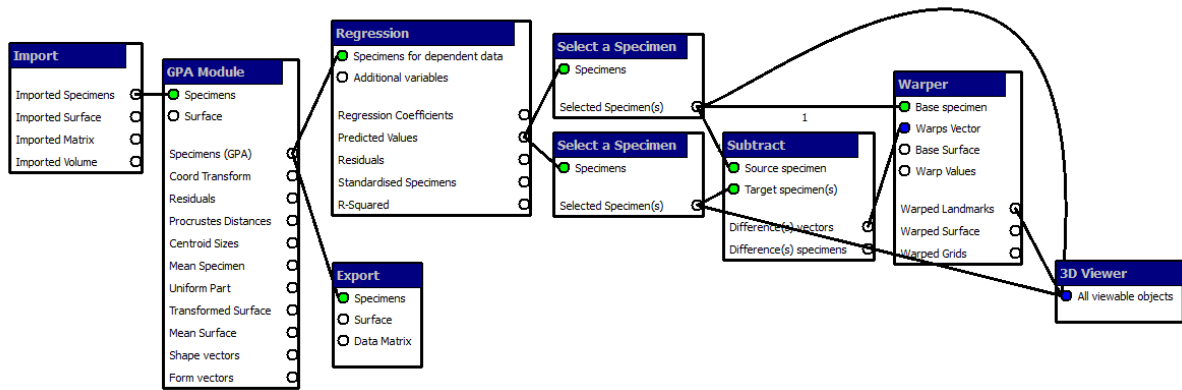 Import
Imported Specimens
Imported Surface
Imported Matrix
Imported Volume
GPA Module
Specimens
Surface
Specimens (GPA)
Coord Transform
Residuals
Procrustes Distances
Centroid Sizes
Mean Specimen
Uniform Part
Transformed Surface
Mean Surface
Shape vectors
Form vectors
Regression
Specimens for dependent data
Additional variables
Regression Coefficients
Predicted Values
Residuals
Standardised Specimens
R-Squared
Export
Specimens
Surface
Data Matrix
Select a Specimen
Specimens
Selected Specimen(s)
Select a Specimen
Specimens
Selected Specimen(s)
1
Subtract
Source specimen
Target specimen(s)
Difference(s) vectors
Difference(s) specimens
Warper
Base specimen
Warps Vector
Base Surface
Warp Values
Warped Landmarks
Warped Surface
Warped Grids
3D Viewer
All viewable objects